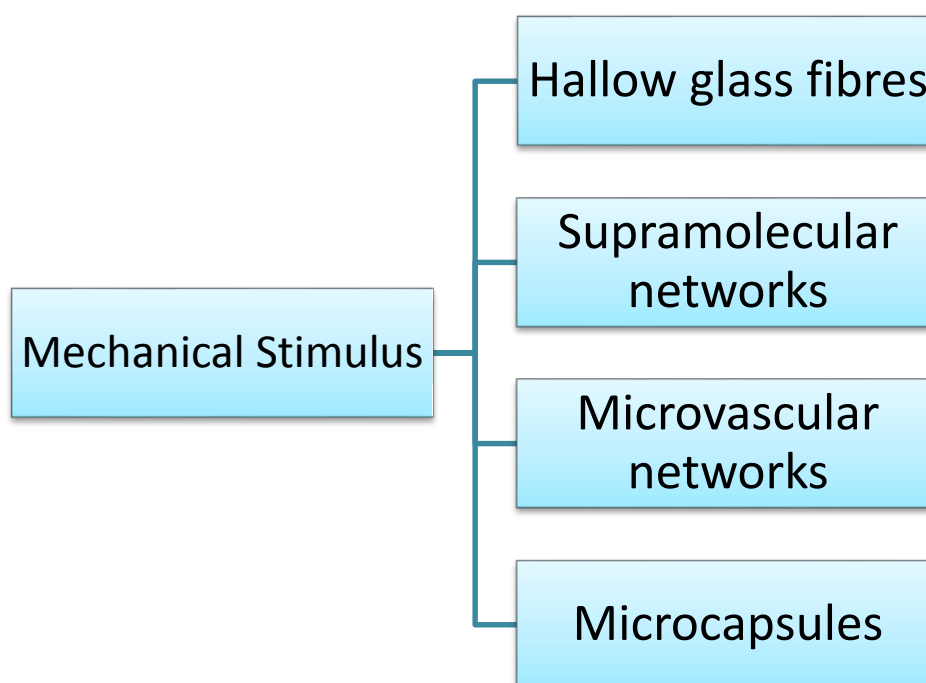 Hallow glass fibres
Supramolecular
networks
Mechanical Stimulus
Microvascular
networks
Microcapsules